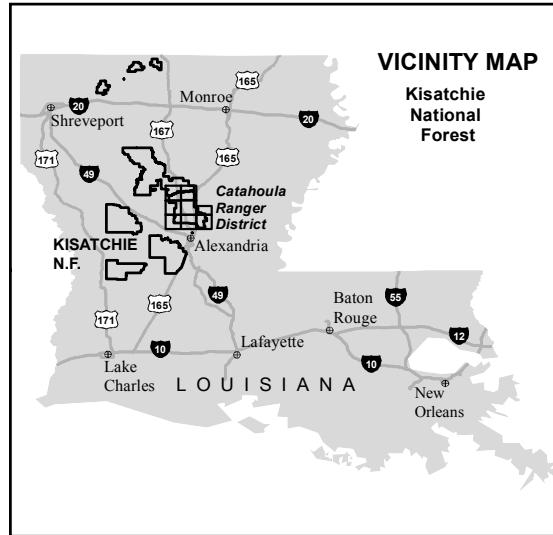 VICINITY MAP
Kisatchie
National
Forest
165
Monroe
20
Shreveport
167
20
171
165
49
Catahoula
Ranger
District
KISATCHIE
N.F.
Alexandria
165
49
Baton
Rouge
55
171
12
10
Lafayette
10
Lake
Charles
LOUISIANA
New
Orleans